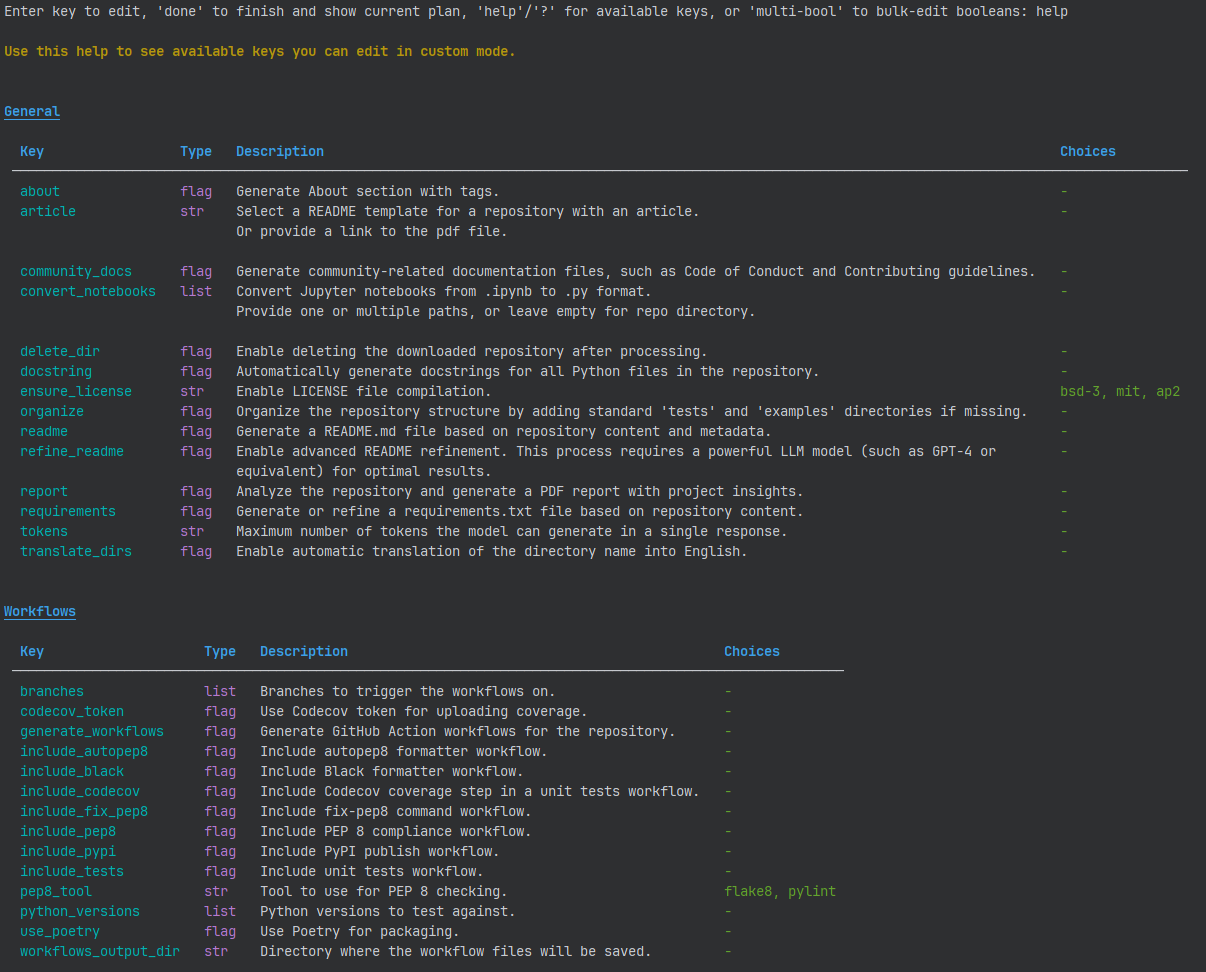 Enter key to edit, 'done' to finish and show current plan, 'help'/'?' for available keys, or 'multi-bool' to bulk-edit booleans: help
Use this help to see available keys you can edit in custom mode.
General
Key Type Description Choices
about flag Generate About section with tags. -
article str Select a README template for a repository with an article. -
Or provide a link to the pdf file.
community_docs flag Generate community-related documentation files, such as Code of Conduct and Contributing guidelines. -
convert_notebooks list Convert Jupyter notebooks from .ipynb to .py format. -
Provide one or multiple paths, or leave empty for repo directory.
delete_dir flag Enable deleting the downloaded repository after processing. -
docstring flag Automatically generate docstrings for all Python files in the repository. -
ensure_license str Enable LICENSE file compilation. bsd-3, mit, ap2
organize flag Organize the repository structure by adding standard 'tests' and 'examples' directories if missing. -
readme flag Generate a README.md file based on repository content and metadata. -
refine_readme flag Enable advanced README refinement. This process requires a powerful LLM model (such as GPT-4 or -
equivalent) for optimal results.
report flag Analyze the repository and generate a PDF report with project insights. -
requirements flag Generate or refine a requirements.txt file based on repository content. -
tokens str Maximum number of tokens the model can generate in a single response. -
translate_dirs flag Enable automatic translation of the directory name into English. -
Workflows
Key Type Description Choices
branches list Branches to trigger the workflows on. -
codecov_token flag Use Codecov token for uploading coverage. -
generate_workflows flag Generate GitHub Action workflows for the repository. -
include_autopep8 flag Include autopep8 formatter workflow. -
include_black flag Include Black formatter workflow. -
include_codecov flag Include Codecov coverage step in a unit tests workflow. -
include_fix_pep8 flag Include fix-pep8 command workflow. -
include_pep8 flag Include PEP 8 compliance workflow. -
include_pypi flag Include PyPI publish workflow. -
include_tests flag Include unit tests workflow. -
pep8_tool str Tool to use for PEP 8 checking. flake8, pylint
python_versions list Python versions to test against. -
use_poetry flag Use Poetry for packaging. -
workflows_output_dir str Directory where the workflow files will be saved. -